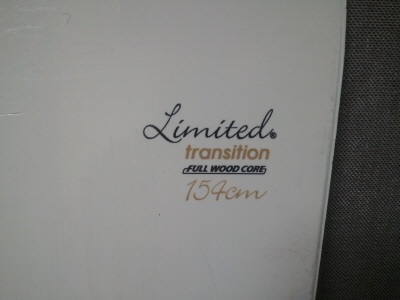 Limited®
transition
FULL WOOD CORE
154cm